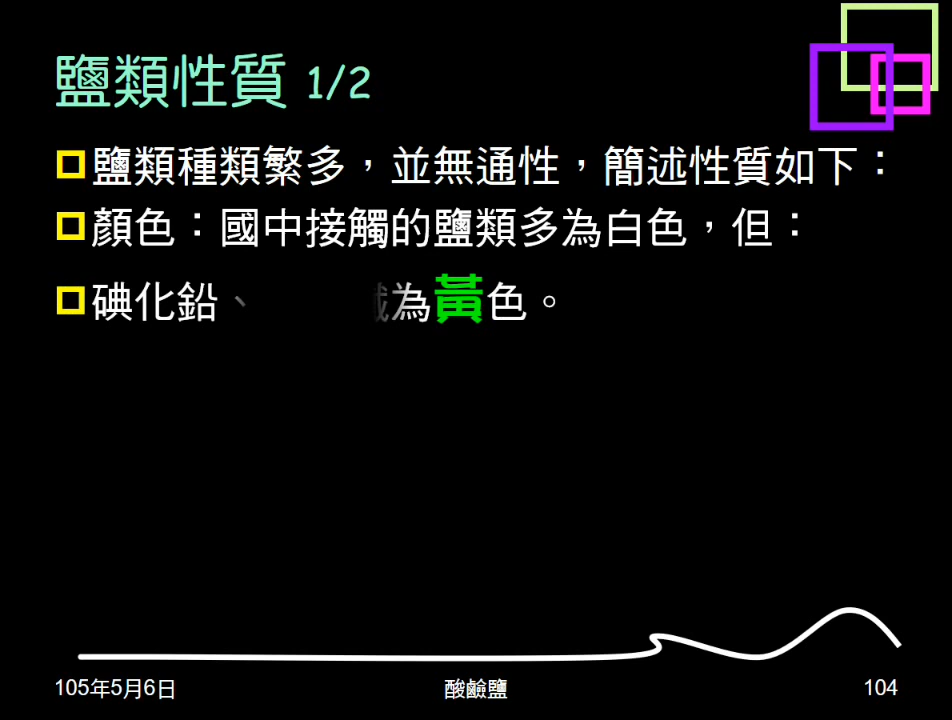 鹽類性質 1/2
鹽類種類繁多，並無通性，簡述性質如下：
顏色：國中接觸的鹽類多為白色，但：
碘化鉛、 為黃色。
105年5月6日
酸鹼鹽
104